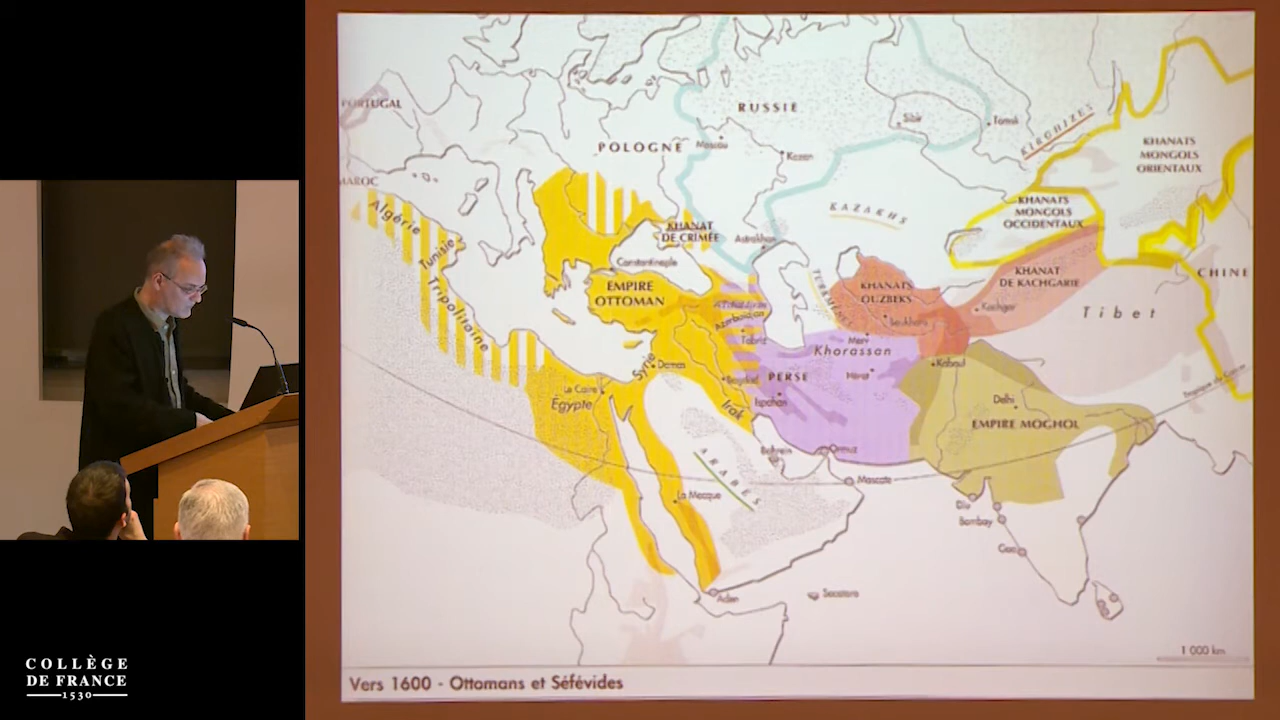 COLLÈGE
DE FRANCE
1530
PORTUGAL
RUSSIE
Sibir
Tomsk
KIRGHIZES
POLOGNE
Moscou
Kazan
KHANATS
MONGOLS
ORIENTAUX
MAROC
Algérie
Tunisie
Tripolitaine
KHANAT
DE CRIMÉE
Astrakhan
KAZAKHS
KHANATS
MONGOLS
OCCIDENTAUX
Constantinople
EMPIRE
OTTOMAN
TURKMÈNES
KHANATS
OUZBEKS
Boukhara
KHANAT
DE KACHGARIE
Kachgar
CHINE
Tibet
Azerbaïdjan
Tabriz
Merv
Khorassan
Syrie
Damas
Bagdad
PERSE
Hérat
Kaboul
Le Caire
Égypte
Irak
Ispahan
Delhi
EMPIRE MOGHOL
Bahrein
Ormuz
ARABES
La Mecque
Mascate
Diu
Bombay
Goa
Aden
Socotora
1 000 km
Vers 1600 - Ottomans et Séfévides